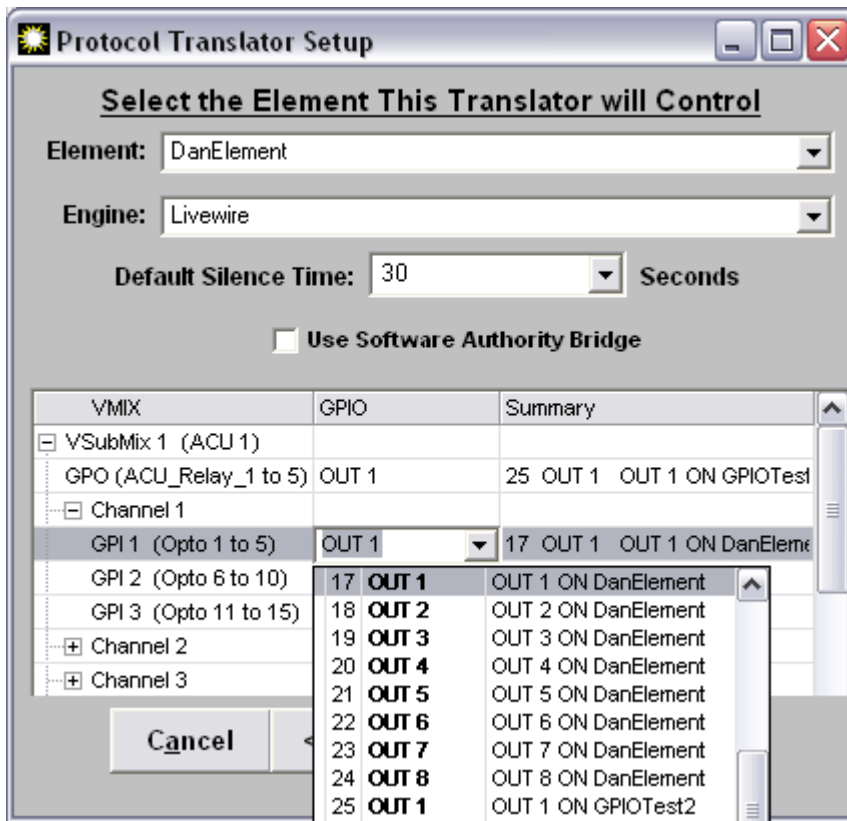 Protocol Translator Setup
Select the Element This Translator will Control
Element: DanElement
Engine: Livewire
Default Silence Time: 30 Seconds
Use Software Authority Bridge
VMIX GPIO Summary
VSubMix 1 (ACU 1)
GPO (ACU_Relay_1 to 5) OUT 1 25 OUT 1 OUT 1 ON GPIOTest
Channel 1
GPI 1 (Opto 1 to 5) OUT 1 17 OUT 1 OUT 1 ON DanEleme
GPI 2 (Opto 6 to 10) 17 OUT 1 OUT 1 ON DanElement
18 OUT 2 OUT 2 ON DanElement
GPI 3 (Opto 11 to 15) 19 OUT 3 OUT 3 ON DanElement
Channel 2 20 OUT 4 OUT 4 ON DanElement
Channel 3 21 OUT 5 OUT 5 ON DanElement
22 OUT 6 OUT 6 ON DanElement
Cancel < 23 OUT 7 OUT 7 ON DanElement
24 OUT 8 OUT 8 ON DanElement
25 OUT 1 OUT 1 ON GPIOTest2